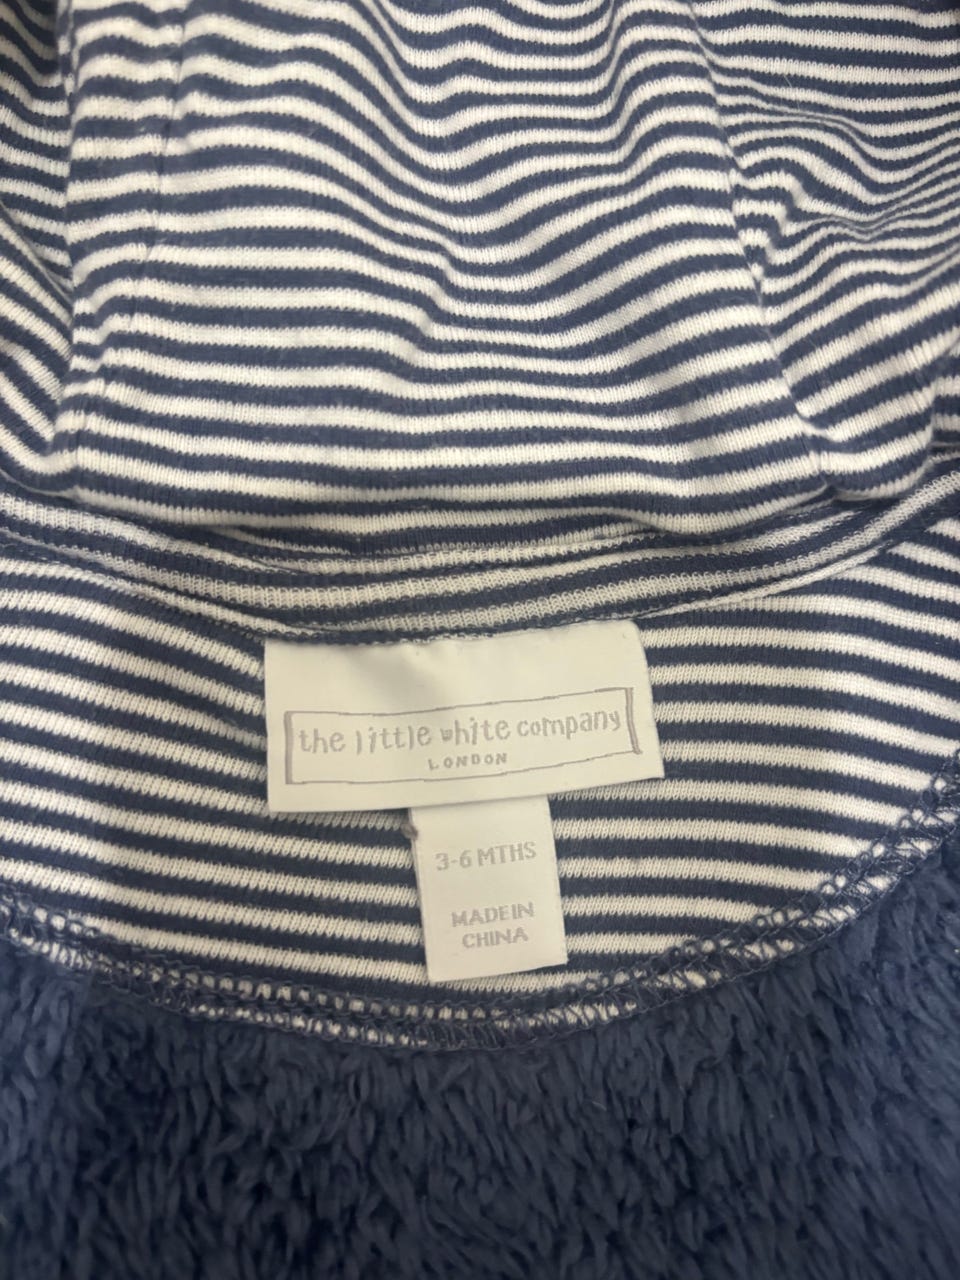 the little white company
LONDON
3-6 MTHS
MADE IN
CHINA